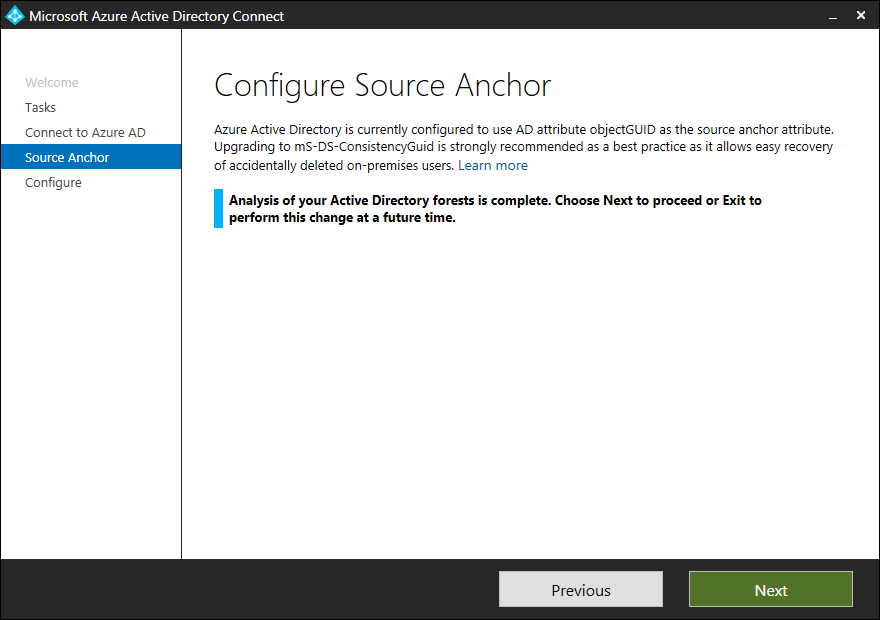 Microsoft Azure Active Directory Connect
Welcome
Tasks
Connect to Azure AD
Source Anchor
Configure
Configure Source Anchor
Azure Active Directory is currently configured to use AD attribute objectGUID as the source anchor attribute.
Upgrading to mS-DS-ConsistencyGuid is strongly recommended as a best practice as it allows easy recovery
of accidentally deleted on-premises users. Learn more
Analysis of your Active Directory forests is complete. Choose Next to proceed or Exit to
perform this change at a future time.
Previous
Next